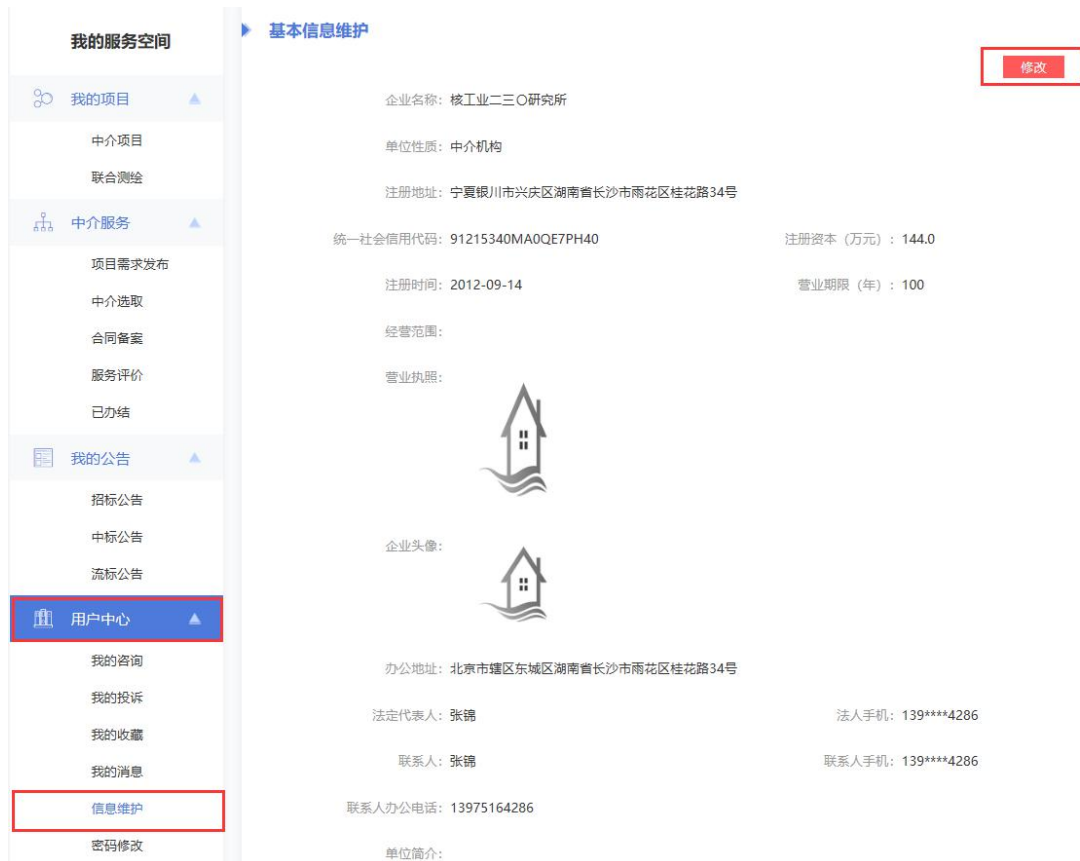 我的服务空间
我的项目
中介项目
联合测绘
中介服务
项目需求发布
中介选取
合同备案
服务评价
已办结
我的公告
招标公告
中标公告
流标公告
用户中心
我的咨询
我的投诉
我的收藏
我的消息
信息维护
密码修改
基本信息维护
修改
企业名称：核工业二三〇研究所
单位性质：中介机构
注册地址：宁夏银川市兴庆区湖南省长沙市雨花区桂花路34号
统一社会信用代码：91215340MA0QE7PH40 注册资本（万元）：144.0
注册时间：2012-09-14 营业期限（年）：100
经营范围：
营业执照：
企业头像：
办公地址：北京市辖区东城区湖南省长沙市雨花区桂花路34号
法定代表人：张锦 法人手机：139****4286
联系人：张锦 联系人手机：139****4286
联系人办公电话：13975164286
单位简介：